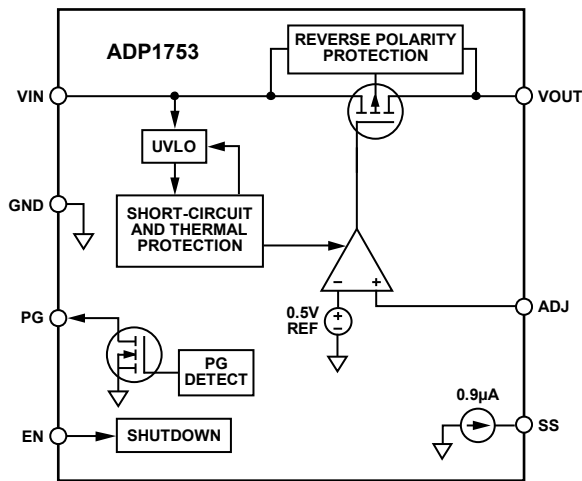 ADP1753
REVERSE POLARITY
PROTECTION
VIN
VOUT
UVLO
GND
SHORT-CIRCUIT
AND THERMAL
PROTECTION
– +
0.5V
REF
+
–
ADJ
PG
PG
DETECT
0.9µA
SS
EN
SHUTDOWN